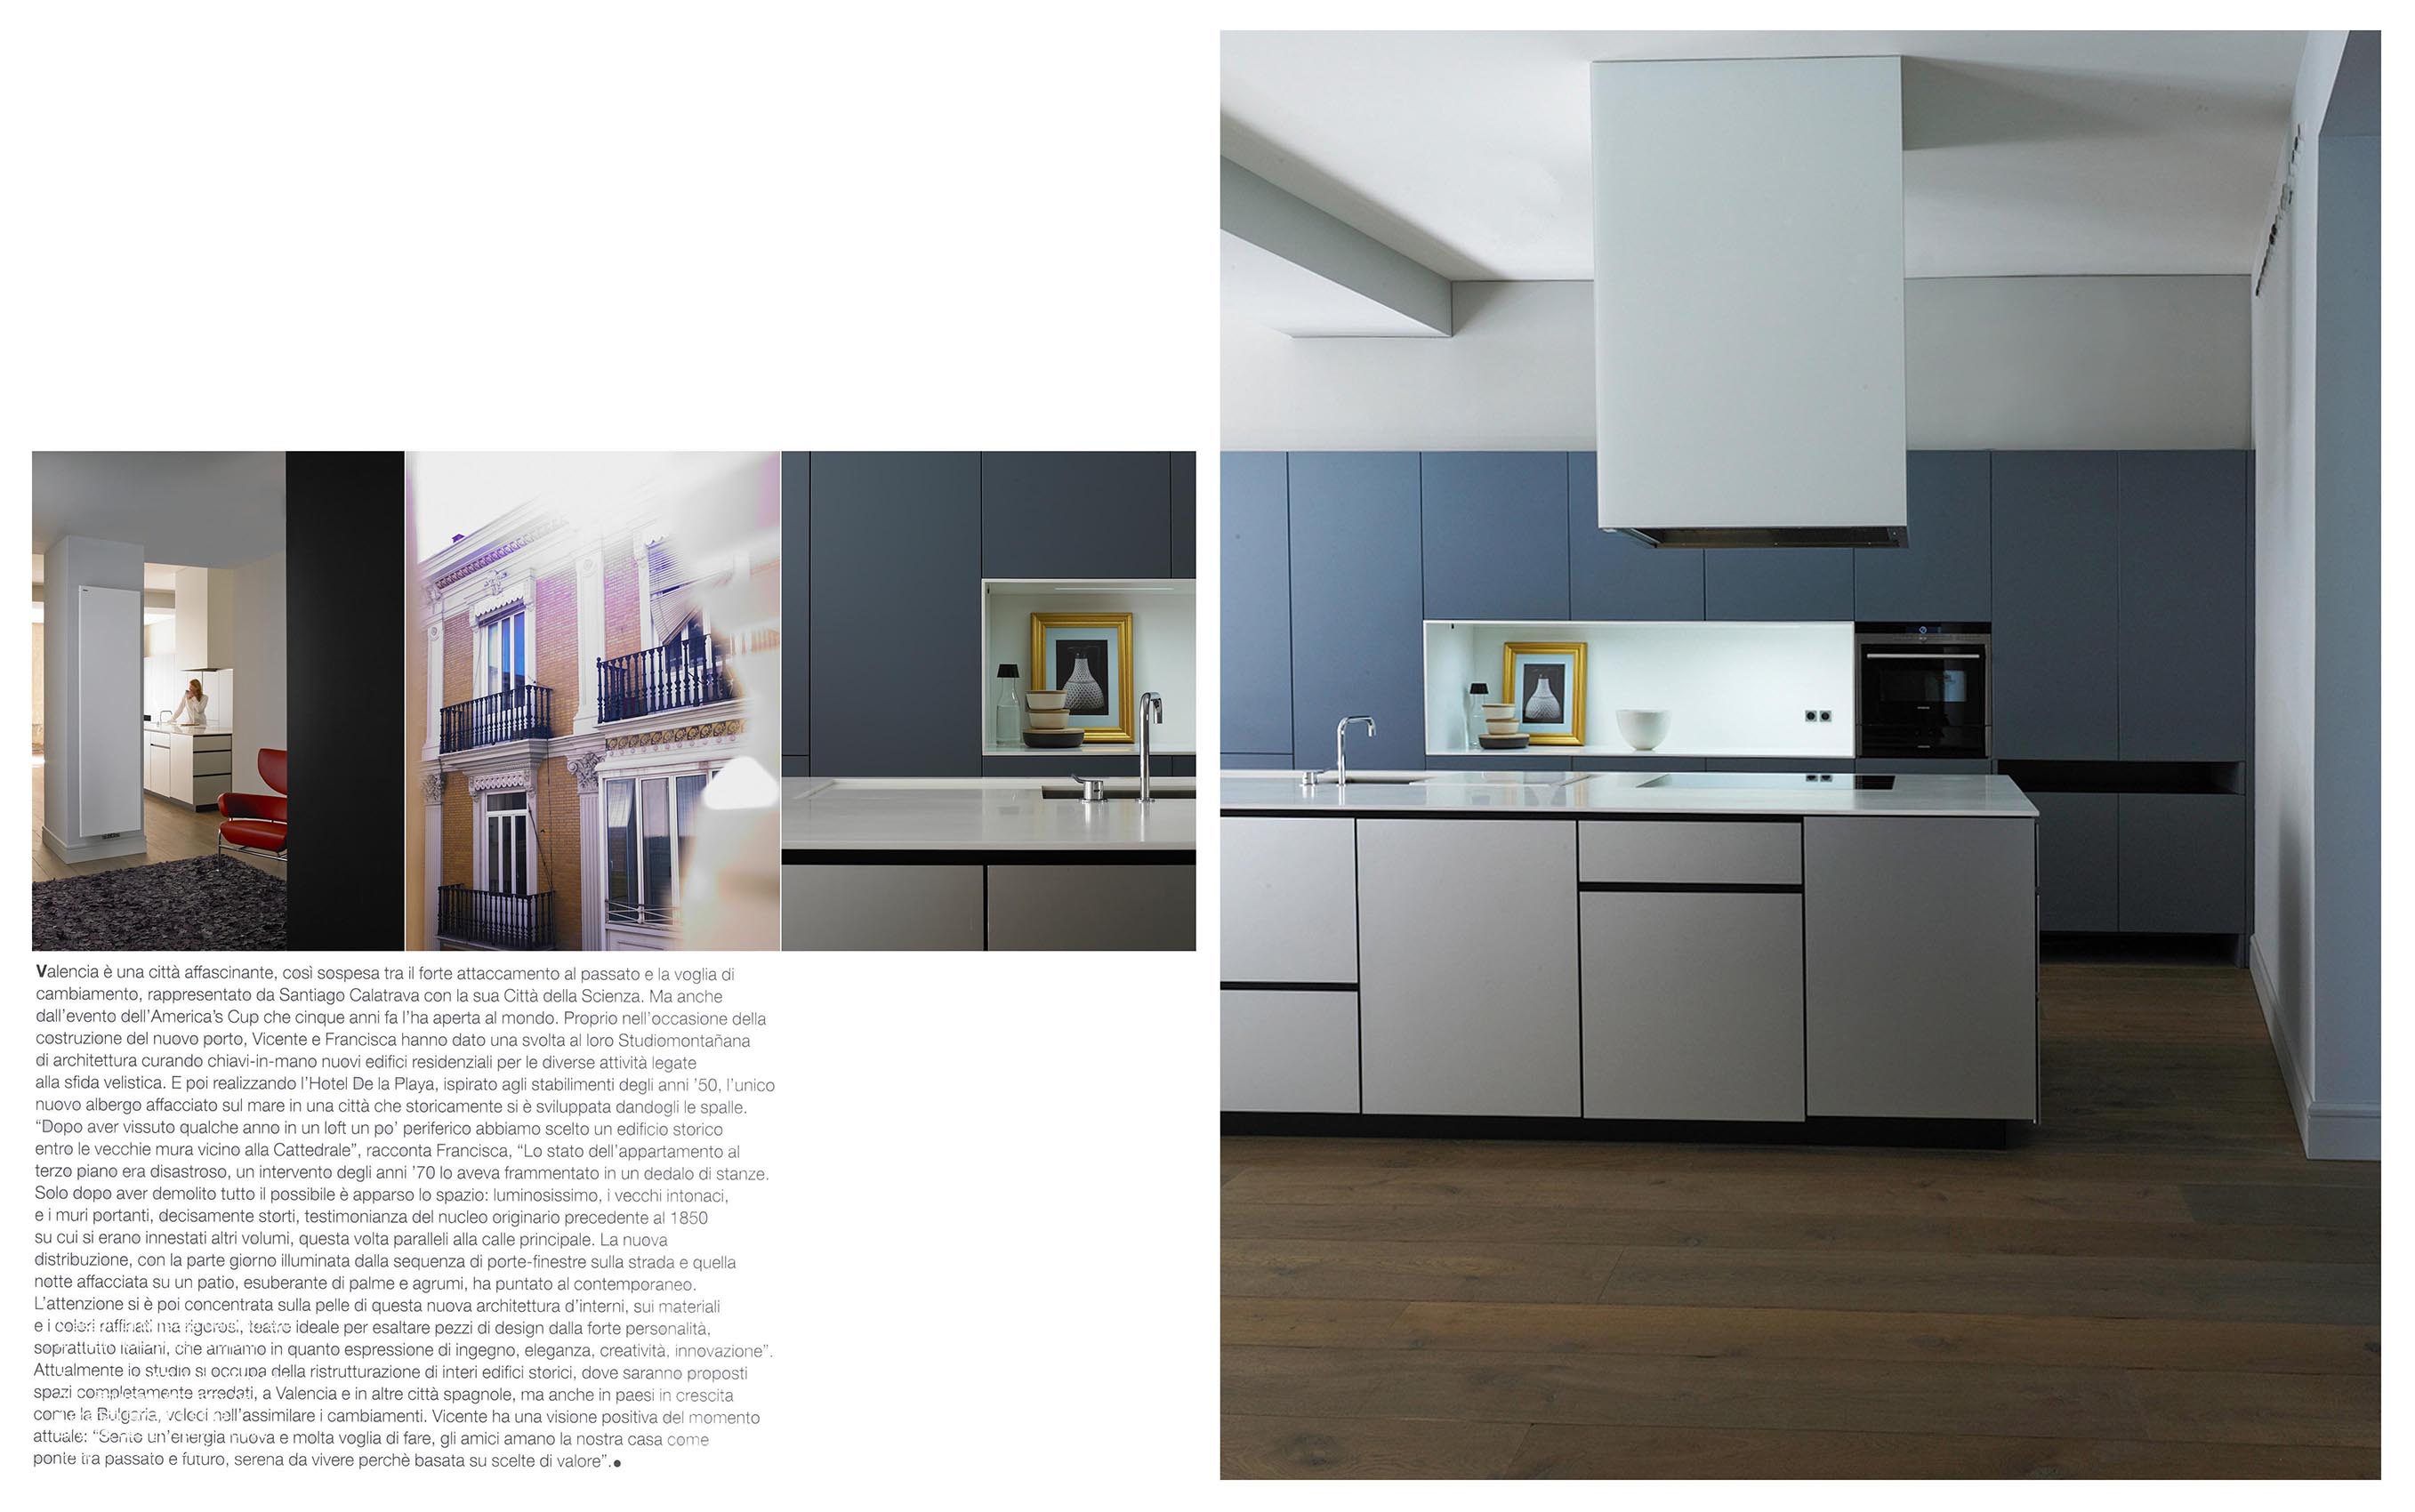 Valencia è una città affascinante, così sospesa tra il forte attaccamento al passato e la voglia di
cambiamento, rappresentato da Santiago Calatrava con la sua Città della Scienza. Ma anche
dall'evento dell'America's Cup che cinque anni fa l'ha aperta al mondo. Proprio nell'occasione della
costruzione del nuovo porto, Vicente e Francisca hanno dato una svolta al loro Studiomontañana
di architettura curando chiavi-in-mano nuovi edifici residenziali per le diverse attività legate
alla sfida velistica. E poi realizzando l'Hotel De la Playa, ispirato agli stabilimenti degli anni '50, l'unico
nuovo albergo affacciato sul mare in una città che storicamente si è sviluppata dandogli le spalle.
“Dopo aver vissuto qualche anno in un loft un po' periferico abbiamo scelto un edificio storico
entro le vecchie mura vicino alla Cattedrale”, racconta Francisca, “Lo stato dell'appartamento al
terzo piano era disastroso, un intervento degli anni '70 lo aveva frammentato in un dedalo di stanze.
Solo dopo aver demolito tutto il possibile è apparso lo spazio: luminosissimo, i vecchi intonaci,
e i muri portanti, decisamente storti, testimonianza del nucleo originario precedente al 1850
su cui si erano innestati altri volumi, questa volta paralleli alla calle principale. La nuova
distribuzione, con la parte giorno illuminata dalla sequenza di porte-finestre sulla strada e quella
notte affacciata su un patio, esuberante di palme e agrumi, ha puntato al contemporaneo.
L'attenzione si è poi concentrata sulla pelle di questa nuova architettura d'interni, sui materiali
e i colori raffinati ma rigorosi, teatro ideale per esaltare pezzi di design dalla forte personalità,
soprattutto italiani, che amiamo in quanto espressione di ingegno, eleganza, creatività, innovazione”.
Attualmente lo studio si occupa della ristrutturazione di interi edifici storici, dove saranno proposti
spazi completamente arredati, a Valencia e in altre città spagnole, ma anche in paesi in crescita
come la Bulgaria, veloci nell'assimilare i cambiamenti. Vicente ha una visione positiva del momento
attuale: “Sento un'energia nuova e molta voglia di fare, gli amici amano la nostra casa come
ponte tra passato e futuro, serena da vivere perchè basata su scelte di valore”.●